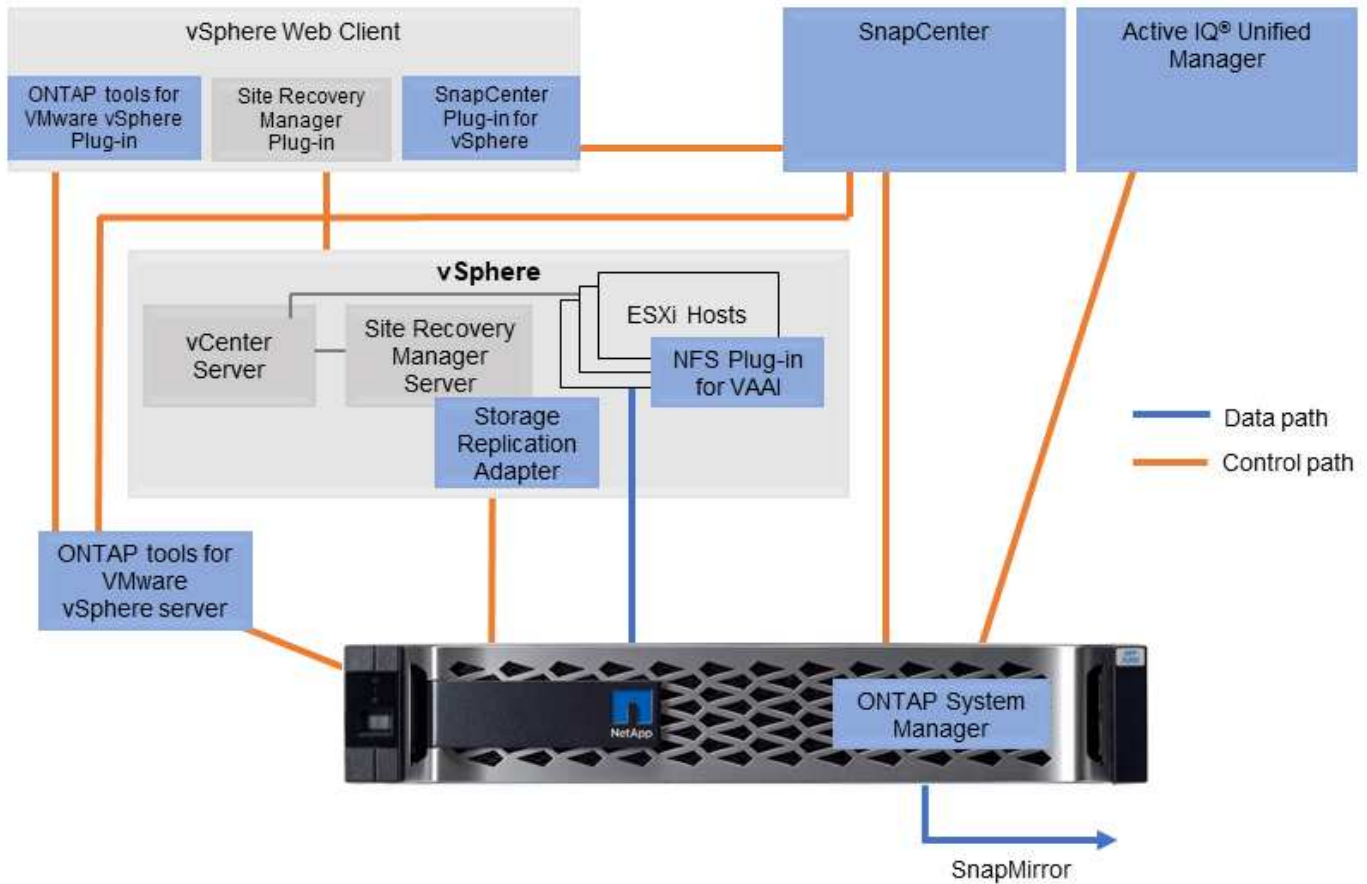 vSphere Web Client
ONTAP tools for
VMware vSphere
Plug-in
Site Recovery
Manager
Plug-in
SnapCenter
Plug-in for
vSphere
SnapCenter
Active IQ® Unified
Manager
vSphere
vCenter
Server
Site Recovery
Manager
Server
Storage
Replication
Adapter
ESXi Hosts
NFS Plug-in
for VAAI
Data path
Control path
ONTAP tools for
VMware
vSphere server
NetApp
ONTAP System
Manager
SnapMirror